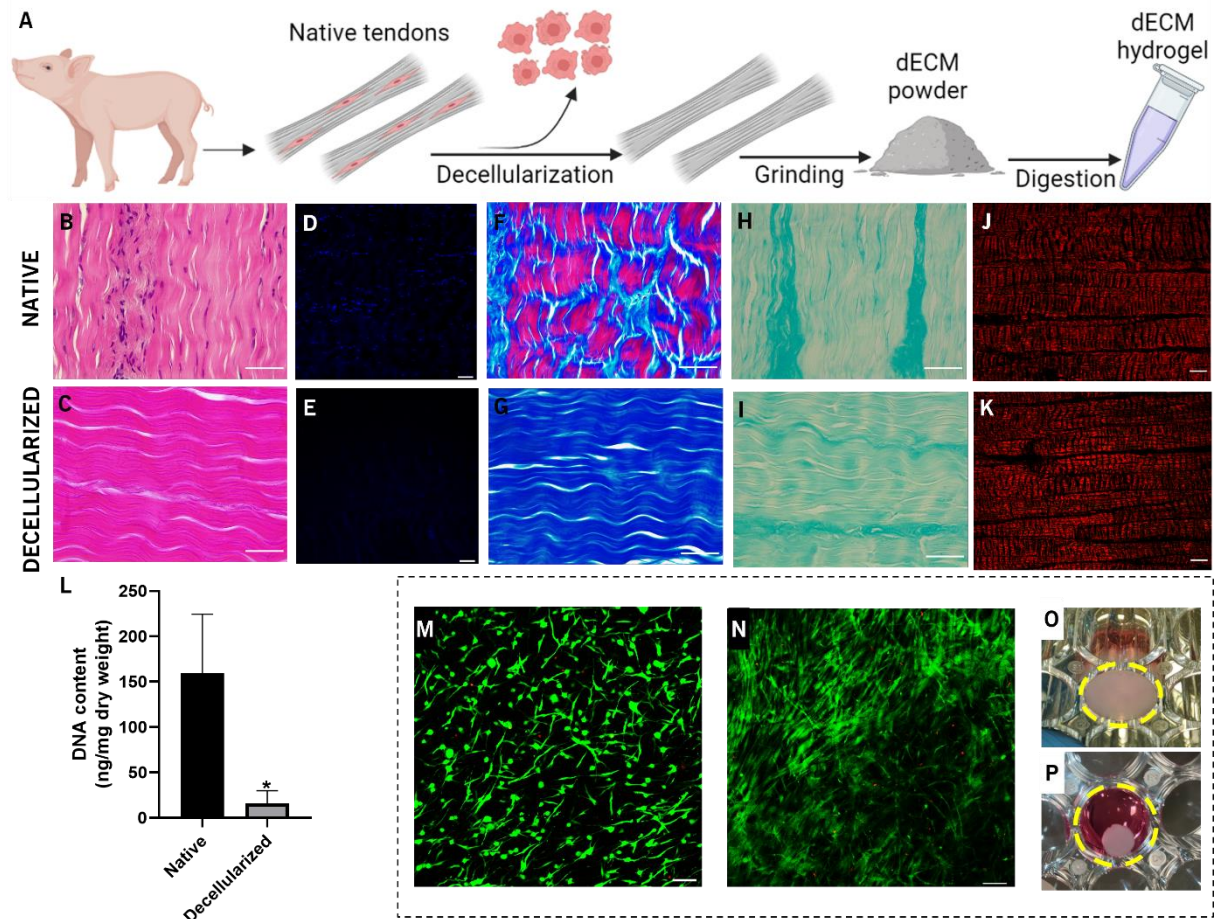 A
Native tendons
Decellularization
Grinding
dECM
powder
Digestion
dECM
hydrogel
NATIVE
B
D
F
H
J
DECELLULARIZED
C
E
G
I
K
L
DNA content
(ng/mg dry weight)
250
200
150
100
50
0
*
Native
Decellularized
M
N
O
P